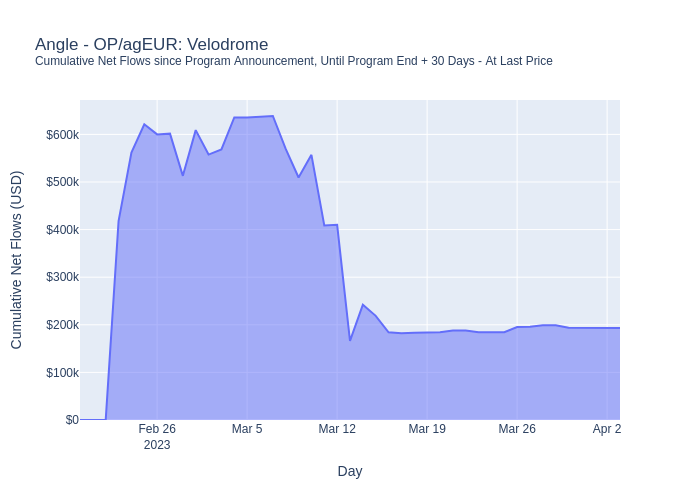 Angle - OP/agEUR: Velodrome
Cumulative Net Flows since Program Announcement, Until Program End + 30 Days - At Last Price
Cumulative Net Flows (USD)
$600k
$500k
$400k
$300k
$200k
$100k
$0
Feb 26
2023
Mar 5
Mar 12
Mar 19
Mar 26
Apr 2
Day